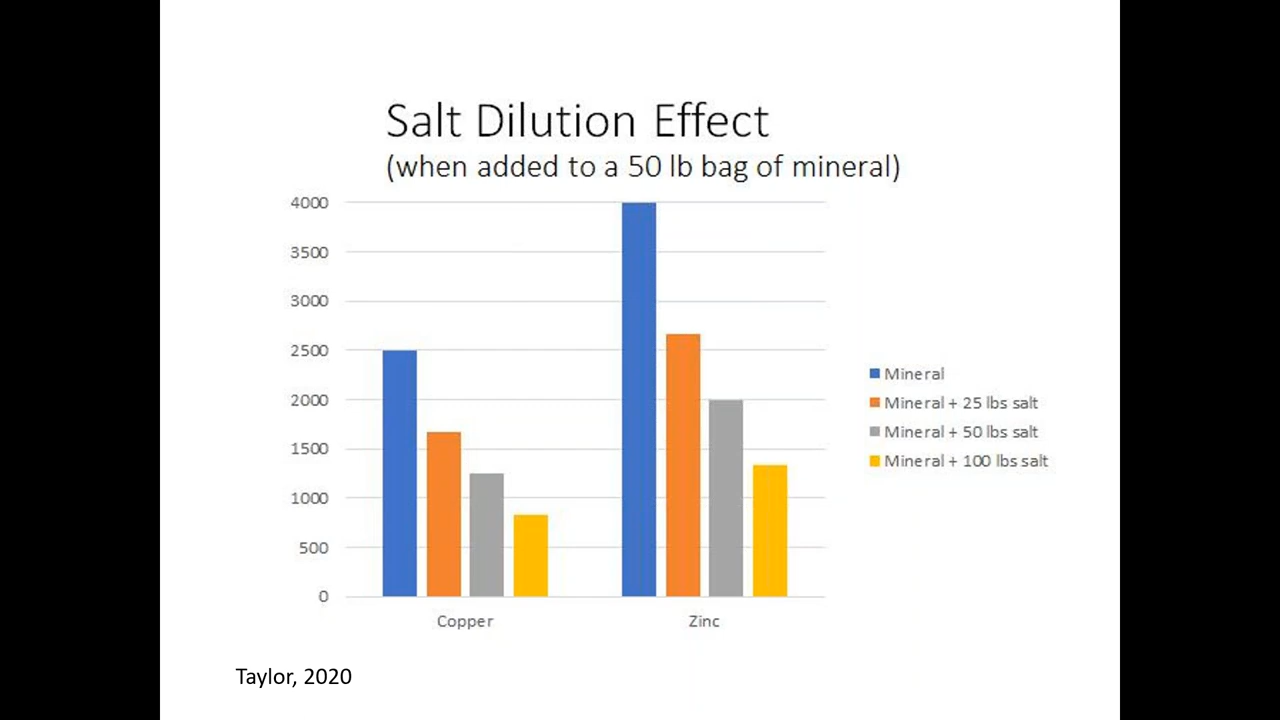 Salt Dilution Effect
(when added to a 50 lb bag of mineral)
4000
3500
3000
2500
2000
1500
1000
500
0
Copper
Zinc
Mineral
Mineral + 25 lbs salt
Mineral + 50 lbs salt
Mineral + 100 lbs salt
Taylor, 2020